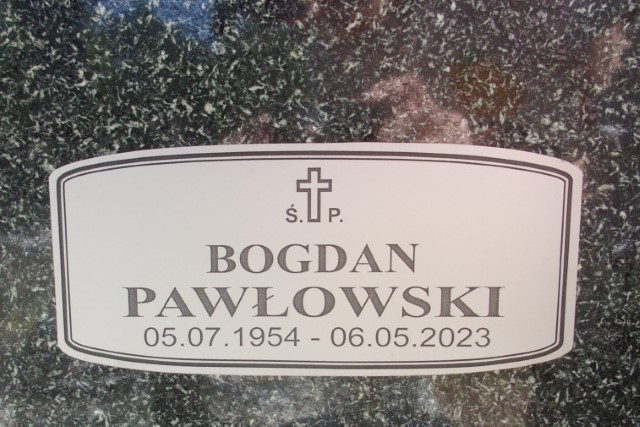 Ś. P.
BOGDAN
PAWŁOWSKI
05.07.1954 - 06.05.2023